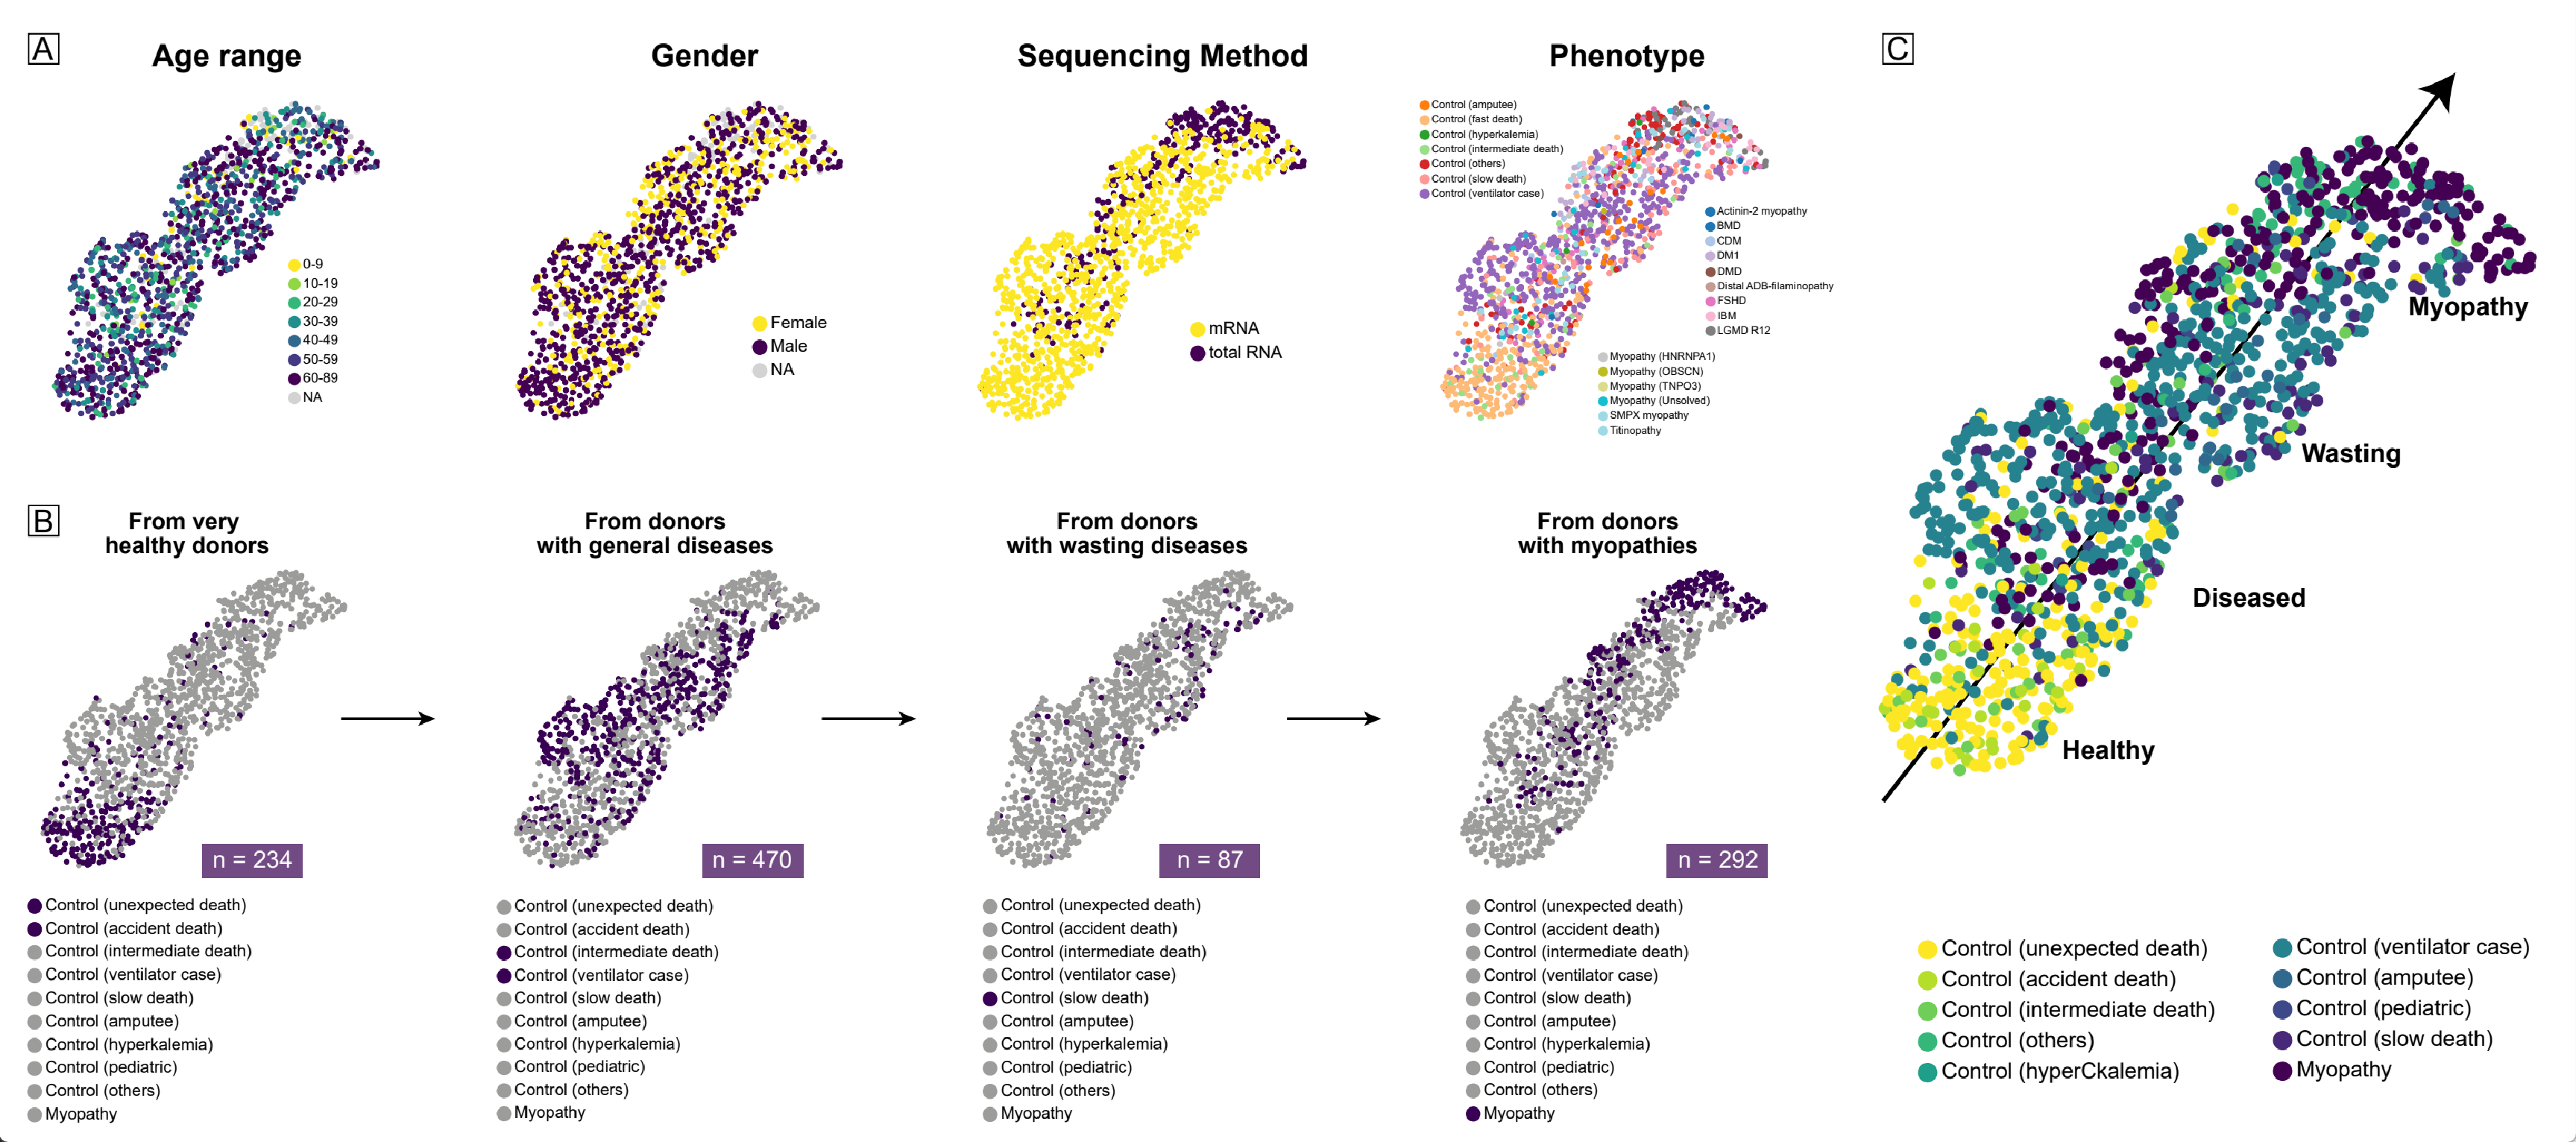 A
Age range
0-9
10-19
20-29
30-39
40-49
50-59
60-89
NA
Gender
Female
Male
NA
Sequencing Method
mRNA
total RNA
Phenotype
Control (amputee)
Control (fast death)
Control (hyperkalemia)
Control (intermediate death)
Control (others)
Control (slow death)
Control (ventilator case)
Actinin-2 myopathy
BMD
CDM
DM1
DMD
Distal ADB-filaminopathy
FSHD
IBM
LGMD R12
Myopathy (HNRNPA1)
Myopathy (OBSCN)
Myopathy (TNPO3)
Myopathy (Unsolved)
SMPX myopathy
Titinopathy
B
From very
healthy donors
n = 234
Control (unexpected death)
Control (accident death)
Control (intermediate death)
Control (ventilator case)
Control (slow death)
Control (amputee)
Control (hyperkalemia)
Control (pediatric)
Control (others)
Myopathy
From donors
with general diseases
n = 470
Control (unexpected death)
Control (accident death)
Control (intermediate death)
Control (ventilator case)
Control (slow death)
Control (amputee)
Control (hyperkalemia)
Control (pediatric)
Control (others)
Myopathy
From donors
with wasting diseases
n = 87
Control (unexpected death)
Control (accident death)
Control (intermediate death)
Control (ventilator case)
Control (slow death)
Control (amputee)
Control (hyperkalemia)
Control (pediatric)
Control (others)
Myopathy
From donors
with myopathies
n = 292
Control (unexpected death)
Control (accident death)
Control (intermediate death)
Control (ventilator case)
Control (slow death)
Control (amputee)
Control (hyperkalemia)
Control (pediatric)
Control (others)
Myopathy
C
Myopathy
Wasting
Diseased
Healthy
Control (unexpected death)
Control (accident death)
Control (intermediate death)
Control (others)
Control (hyperCkalemia)
Control (ventilator case)
Control (amputee)
Control (pediatric)
Control (slow death)
Myopathy